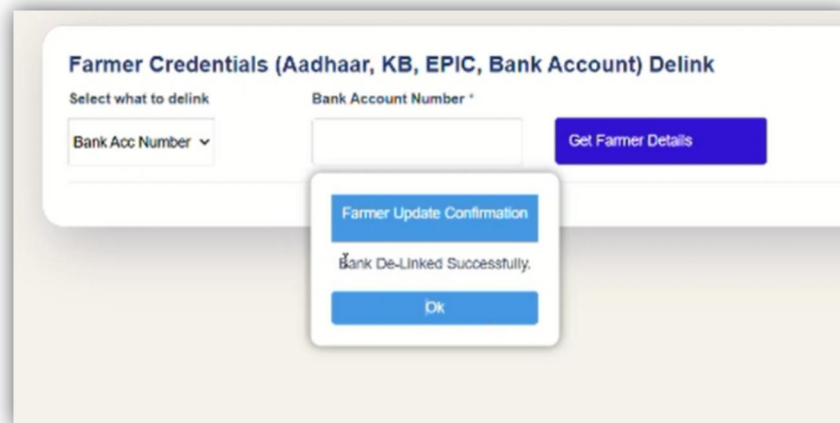 Farmer Credentials (Aadhaar, KB, EPIC, Bank Account) Delink
Select what to delink
Bank Account Number *
Bank Acc Number
Get Farmer Details
Farmer Update Confirmation
Bank De-Linked Successfully.
Ok